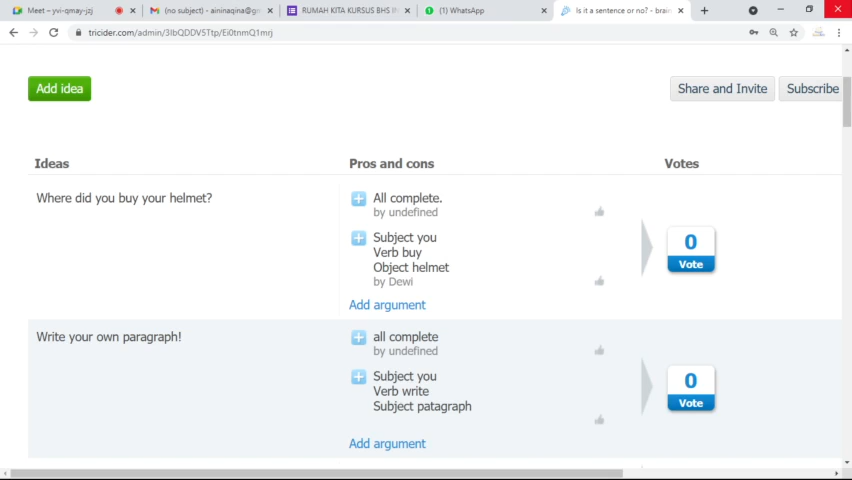 Meet – yvi-qmay-jzj
(no subject) - aininaqina@gm
RUMAH KITA KURSUS BHS IN
(1) WhatsApp
Is it a sentence or no? - brain
tricider.com/admin/3IbQDDV5Ttp/Ei0tnmQ1mrj
Add idea
Share and Invite
Subscribe
Ideas
Pros and cons
Votes
Where did you buy your helmet?
All complete.
by undefined
Subject you
Verb buy
Object helmet
by Dewi
0
Vote
Add argument
Write your own paragraph!
all complete
by undefined
Subject you
Verb write
Subject patagraph
0
Vote
Add argument